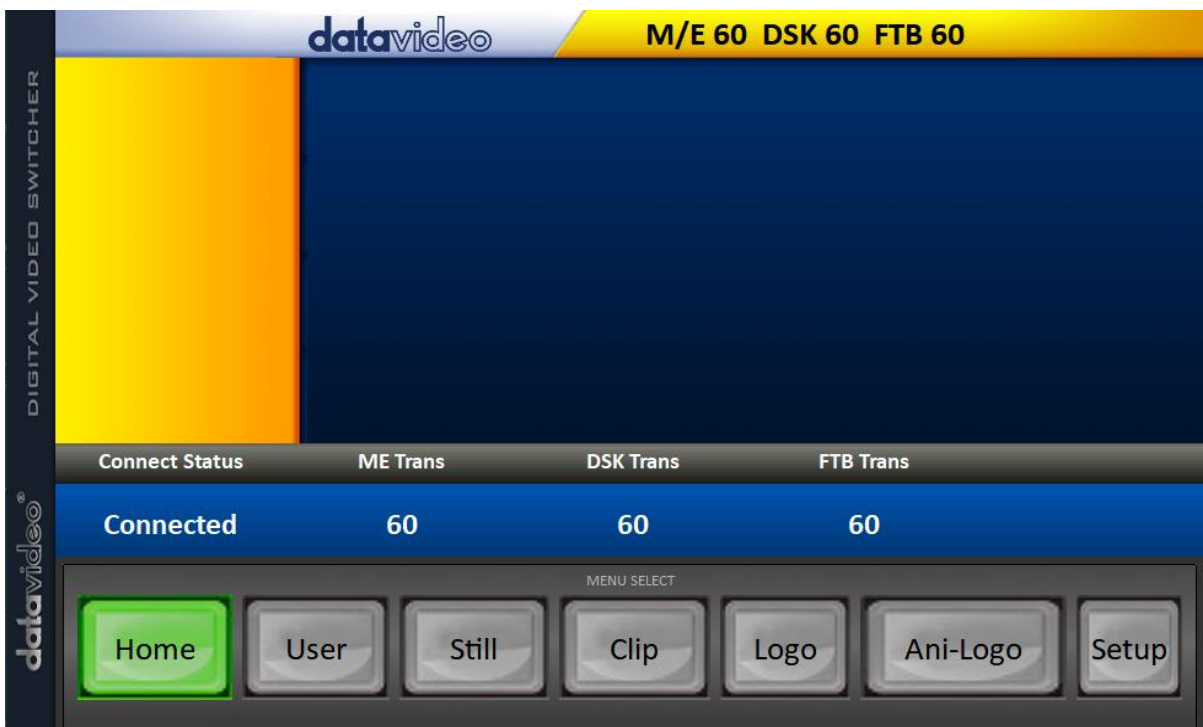 datavideo M/E 60 DSK 60 FTB 60
DIGITAL VIDEO SWITCHER
datavideo®
Connect Status ME Trans DSK Trans FTB Trans
Connected 60 60 60
MENU SELECT
Home User Still Clip Logo Ani-Logo Setup